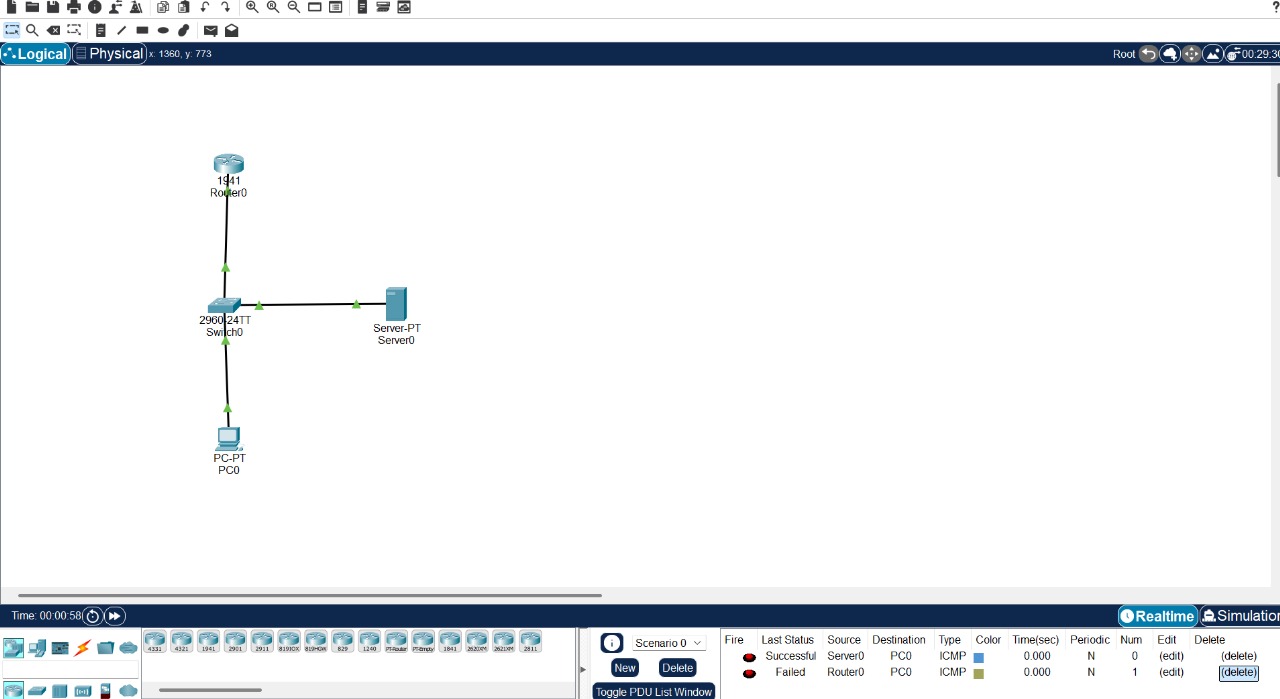 ?
Logical Physical x: 1360, y: 773 Root 00:29:30
1941
Router0
2960-24TT
Switch0
Server-PT
Server0
PC-PT
PC0
Time: 00:00:58 Realtime Simulation
4331 4321 1941 2901 2911 819IOX 819HGW 829 1240 PT-Router PT-Empty 1841 2620XM 2621XM 2811
Scenario 0
New Delete
Toggle PDU List Window
Fire Last Status Source Destination Type Color Time(sec) Periodic Num Edit Delete
Successful Server0 PC0 ICMP 0.000 N 0 (edit) (delete)
Failed Router0 PC0 ICMP 0.000 N 1 (edit) (delete)